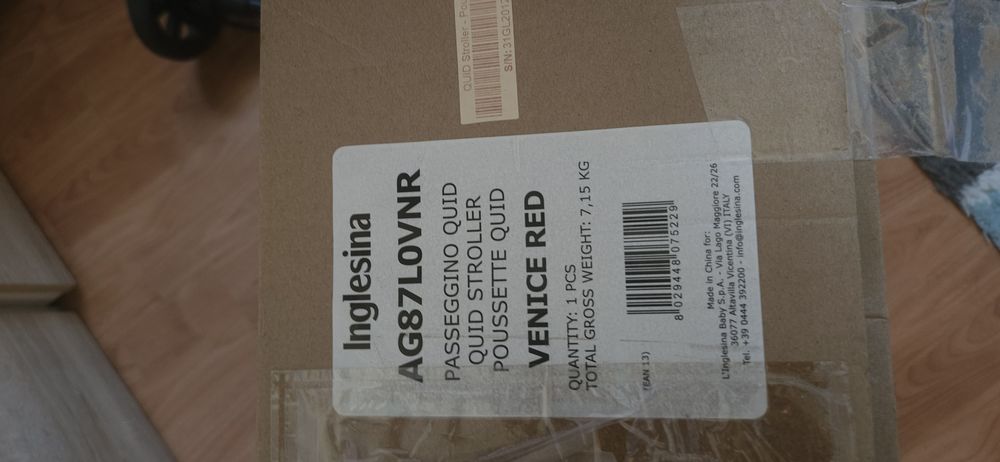 QUID Stroller - Pou
S/N: 31GL2017
Inglesina
AG87L0VNR
PASSEGGINO QUID
QUID STROLLER
POUSSETTE QUID
VENICE RED
QUANTITY: 1 PCS
TOTAL GROSS WEIGHT: 7,15 KG
(EAN 13)
8 029448 075229
Made in China for:
L'Inglesina Baby S.p.A. - Via Lago Maggiore 22/26
36077 Altavilla Vicentina (VI) ITALY
Tel. +39 0444 392200 - info@inglesina.com